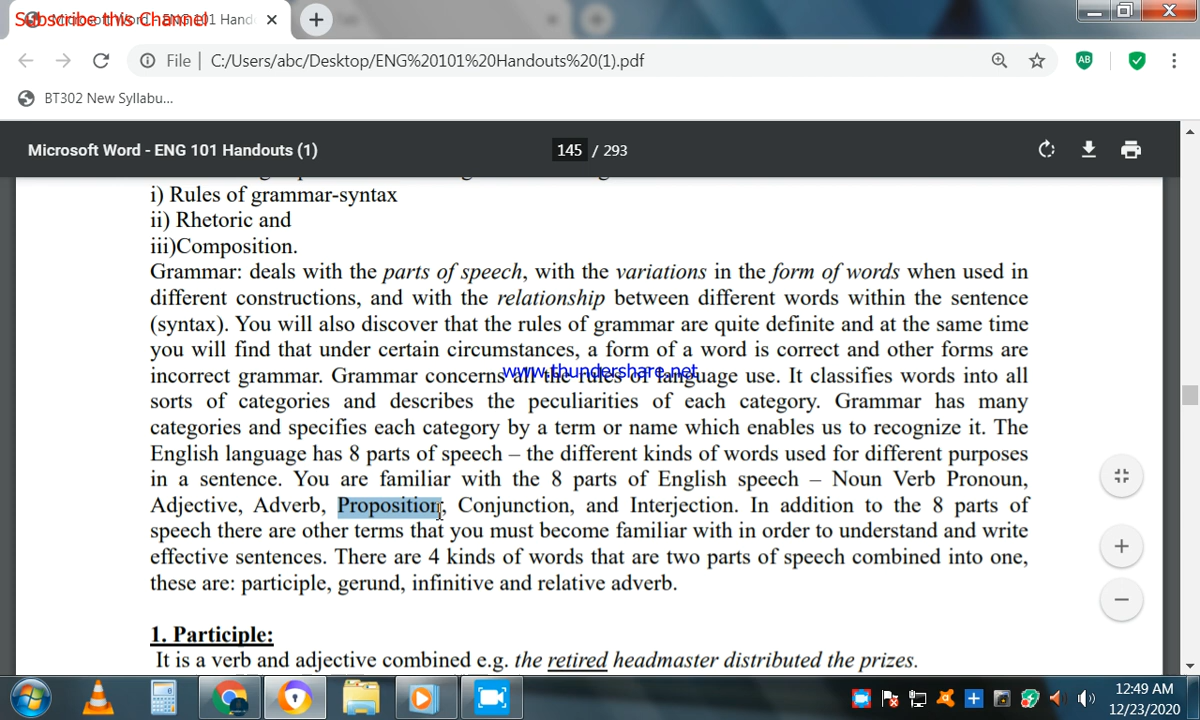 Subscribe this Channel!
ENG 101 Hand
File | C:/Users/abc/Desktop/ENG%20101%20Handouts%20(1).pdf
AB
BT302 New Syllabu...
Microsoft Word - ENG 101 Handouts (1)
145 / 293
i) Rules of grammar-syntax
ii) Rhetoric and
iii)Composition.
Grammar: deals with the parts of speech, with the variations in the form of words when used in
different constructions, and with the relationship between different words within the sentence
(syntax). You will also discover that the rules of grammar are quite definite and at the same time
you will find that under certain circumstances, a form of a word is correct and other forms are
incorrect grammar. Grammar concerns all the rules of language use. It classifies words into all
www.thundershare.net
sorts of categories and describes the peculiarities of each category. Grammar has many
categories and specifies each category by a term or name which enables us to recognize it. The
English language has 8 parts of speech – the different kinds of words used for different purposes
in a sentence. You are familiar with the 8 parts of English speech – Noun Verb Pronoun,
Adjective, Adverb, Proposition, Conjunction, and Interjection. In addition to the 8 parts of
speech there are other terms that you must become familiar with in order to understand and write
effective sentences. There are 4 kinds of words that are two parts of speech combined into one,
these are: participle, gerund, infinitive and relative adverb.
1. Participle:
It is a verb and adjective combined e.g. the retired headmaster distributed the prizes.
12:49 AM
12/23/2020